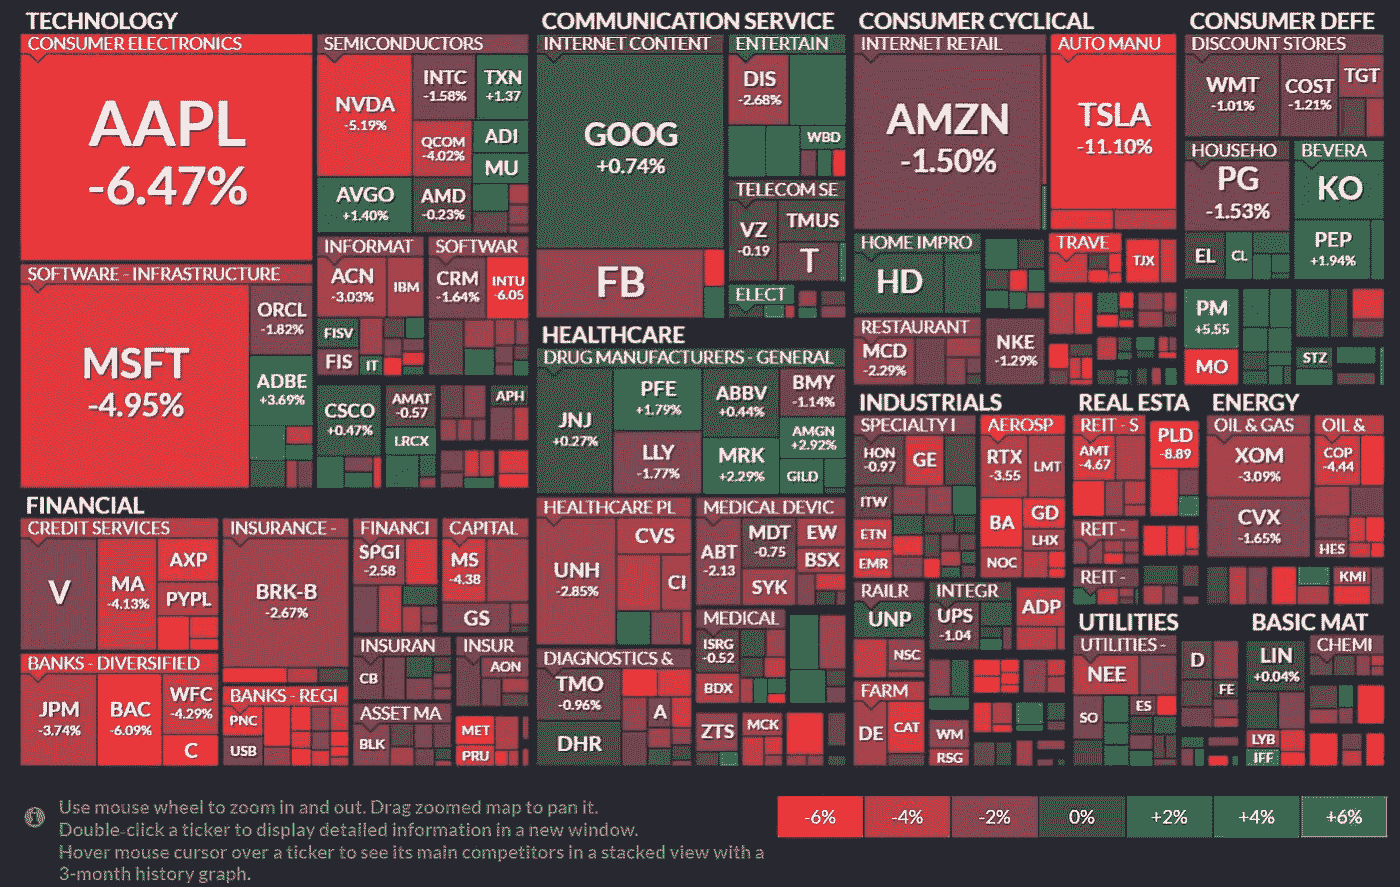 TECHNOLOGY
CONSUMER ELECTRONICS
AAPL
-6.47%
SEMICONDUCTORS
NVDA
-5.19%
INTC
-1.58%
TXN
+1.37
QCOM
-4.02%
ADI
MU
AVGO
+1.40%
AMD
-0.23%
SOFTWARE - INFRASTRUCTURE
MSFT
-4.95%
ORCL
-1.82%
ADBE
+3.69%
INFORMAT
ACN
-3.03%
IBM
FISV
FIS
IT
SOFTWAR
CRM
-1.64%
INTU
-6.05
CSCO
+0.47%
AMAT
-0.57
LRCX
APH
COMMUNICATION SERVICE
INTERNET CONTENT
GOOG
+0.74%
FB
ENTERTAIN
DIS
-2.68%
WBD
TELECOM SE
VZ
-0.19
TMUS
T
ELECT
CONSUMER CYCLICAL
INTERNET RETAIL
AMZN
-1.50%
AUTO MANU
TSLA
-11.10%
HOME IMPRO
HD
TRAVE
TJX
RESTAURANT
MCD
-2.29%
NKE
-1.29%
CONSUMER DEFE
DISCOUNT STORES
WMT
-1.01%
COST
-1.21%
TGT
HOUSEHO
PG
-1.53%
EL
CL
BEVERA
KO
PEP
+1.94%
PM
+5.55
MO
STZ
HEALTHCARE
DRUG MANUFACTURERS - GENERAL
JNJ
+0.27%
PFE
+1.79%
ABBV
+0.44%
BMY
-1.14%
LLY
-1.77%
MRK
+2.29%
AMGN
+2.92%
GILD
HEALTHCARE PL
UNH
-2.85%
CVS
CI
MEDICAL DEVIC
ABT
-2.13
MDT
-0.75
EW
BSX
SYK
DIAGNOSTICS &
TMO
-0.96%
A
DHR
MEDICAL
ISRG
-0.52
BDX
ZTS
MCK
FINANCIAL
CREDIT SERVICES
V
MA
-4.13%
AXP
PYPL
INSURANCE -
BRK-B
-2.67%
FINANCI
SPGI
-2.58
CAPITAL
MS
-4.38
GS
BANKS - DIVERSIFIED
JPM
-3.74%
BAC
-6.09%
WFC
-4.29%
C
BANKS - REGI
PNC
USB
INSURAN
CB
INSUR
AON
ASSET MA
BLK
MET
PRU
INDUSTRIALS
SPECIALTY I
HON
-0.97
GE
ITW
ETN
EMR
AEROSP
RTX
-3.55
LMT
BA
GD
LHX
NOC
RAILR
UNP
NSC
INTEGR
UPS
-1.04
ADP
FARM
DE
CAT
WM
RSG
REAL ESTA
REIT - S
AMT
-4.67
PLD
-8.89
REIT -
REIT -
ENERGY
OIL & GAS
XOM
-3.09%
CVX
-1.65%
OIL &
COP
-4.44
HES
KMI
UTILITIES
UTILITIES -
NEE
SO
ES
D
FE
BASIC MAT
LIN
+0.04%
CHEMI
LYB
IFF
Use mouse wheel to zoom in and out. Drag zoomed map to pan it.
Double-click a ticker to display detailed information in a new window.
Hover mouse cursor over a ticker to see its main competitors in a stacked view with a
3-month history graph.
-6% -4% -2% 0% +2% +4% +6%